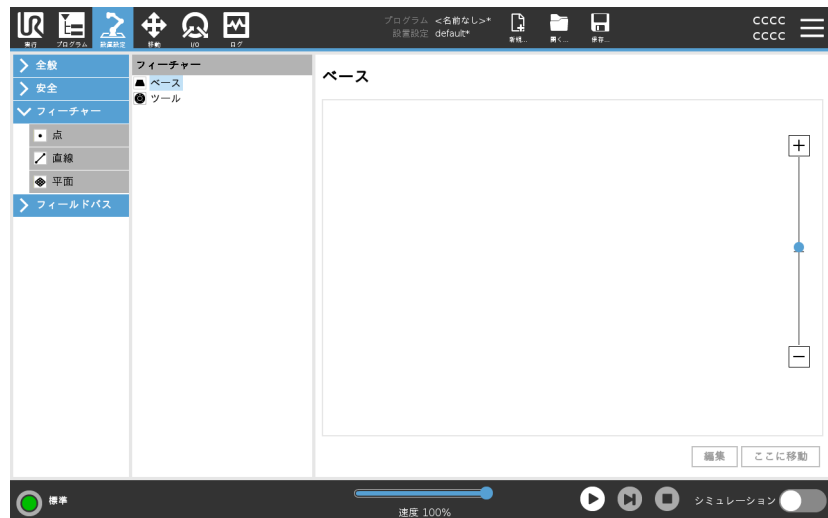 UR
実行
プログラム
設置設定
移動
I/O
ログ
プログラム <名前なし>*
設置設定 default*
新規...
開く...
保存...
cccc
cccc
全般
安全
フィーチャー
点
直線
平面
フィールドバス
フィーチャー
ベース
ツール
ベース
編集
ここに移動
標準
速度 100%
シミュレーション